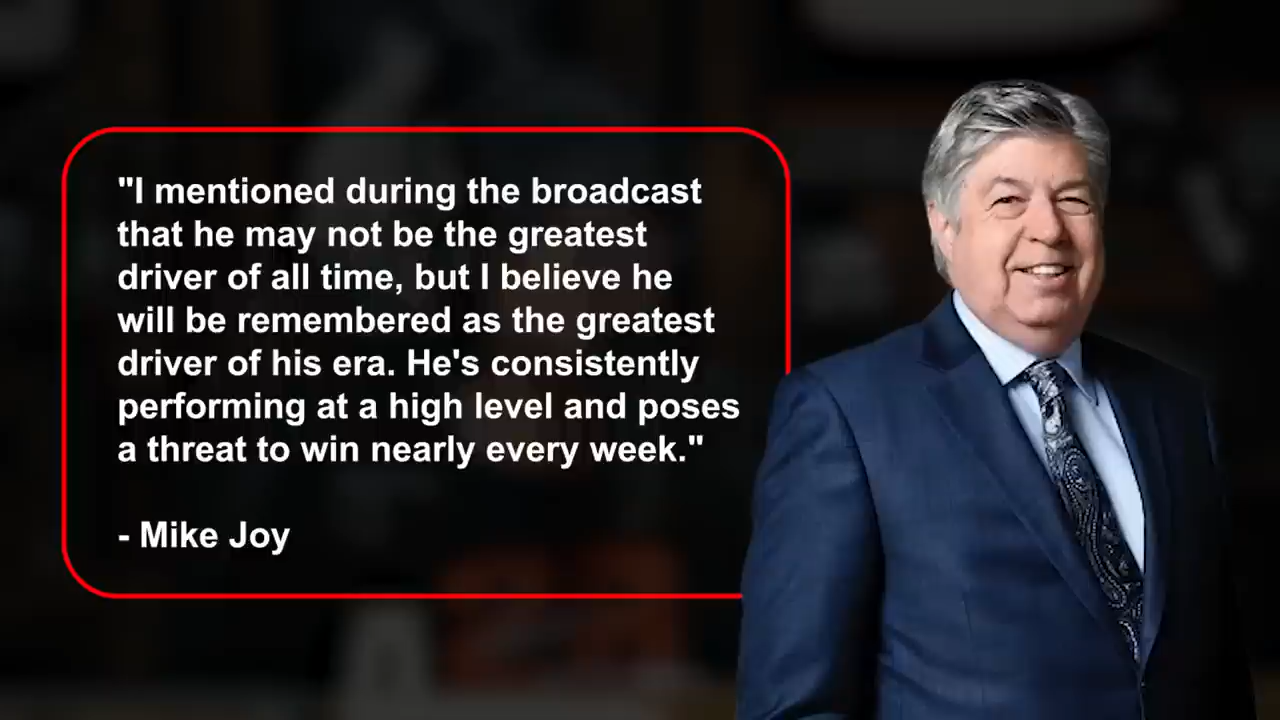 "I mentioned during the broadcast
that he may not be the greatest
driver of all time, but I believe he
will be remembered as the greatest
driver of his era. He's consistently
performing at a high level and poses
a threat to win nearly every week."
- Mike Joy